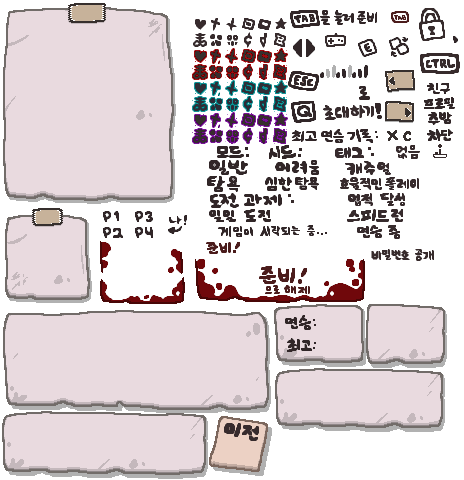 TAB 을 눌러 준비
TAB
E
ESC
CTRL
로
Q 초대하기!
친구
프로필
추방
차단
최고 연승 기록: X C
모드: 시드: 태그: 없음
일반 어려움 캐주얼
탐욕 심한 탐욕 효율적인 플레이
도전 과제: 업적 달성
일일 도전 스피드런
게임이 시작되는 중... 연승 중
준비!
비밀번호 공개
P1 P3 나!
P2 P4
준비!
으로 해제
연승:
최고:
이전